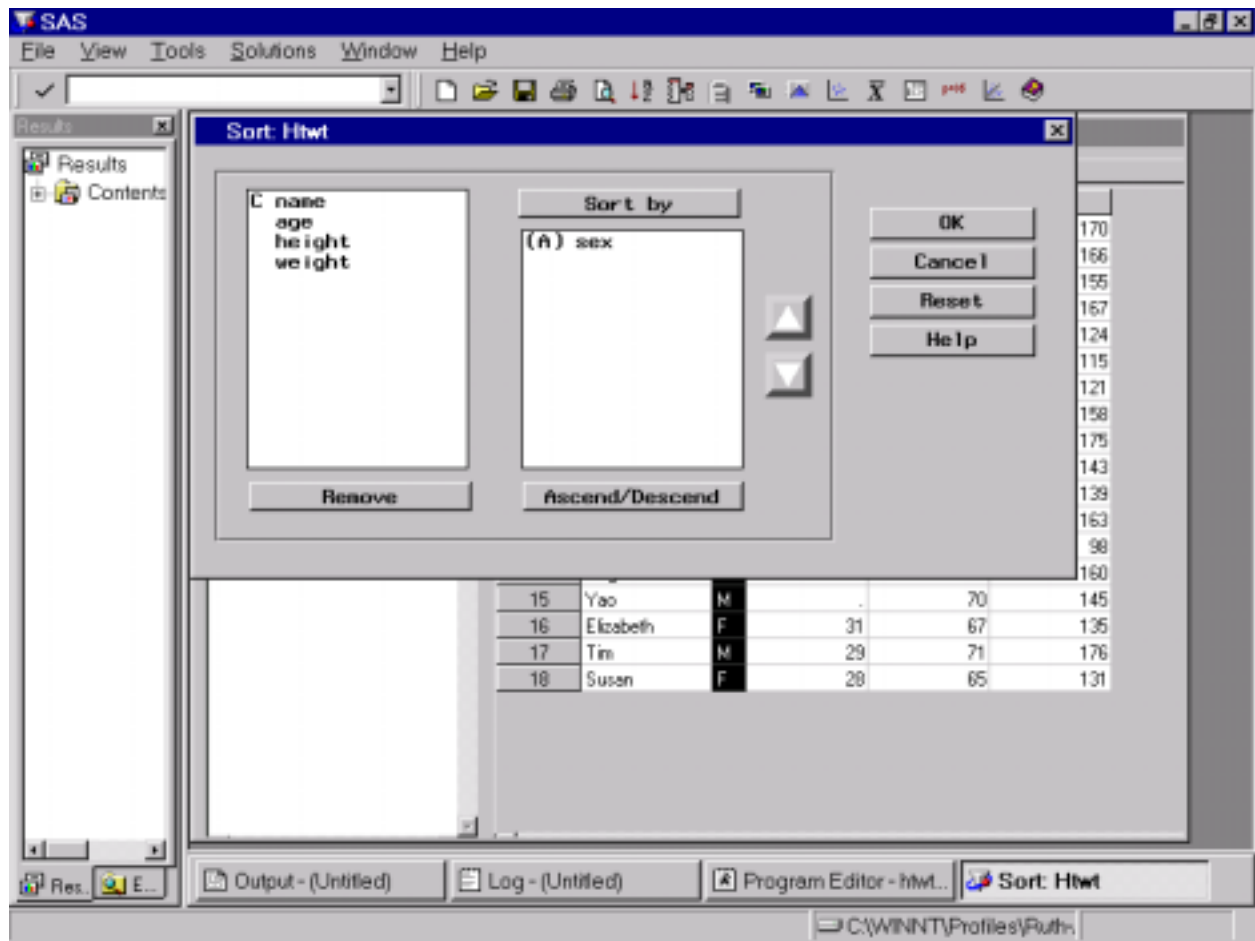 SAS
File View Tools Solutions Window Help
Results
Sort: Htwt
Results
Contents
C name
age
height
weight
Sort by
(A) sex
OK
Cancel
Reset
Help
Remove
Ascend/Descend
170
166
155
167
124
115
121
158
175
143
139
163
98
160
15 Yao M . 70 145
16 Elizabeth F 31 67 135
17 Tim M 29 71 176
18 Susan F 28 65 131
Res... E...
Output - (Untitled)
Log - (Untitled)
Program Editor - htwt...
Sort: Htwt
C:\WINNT\Profiles\Ruth